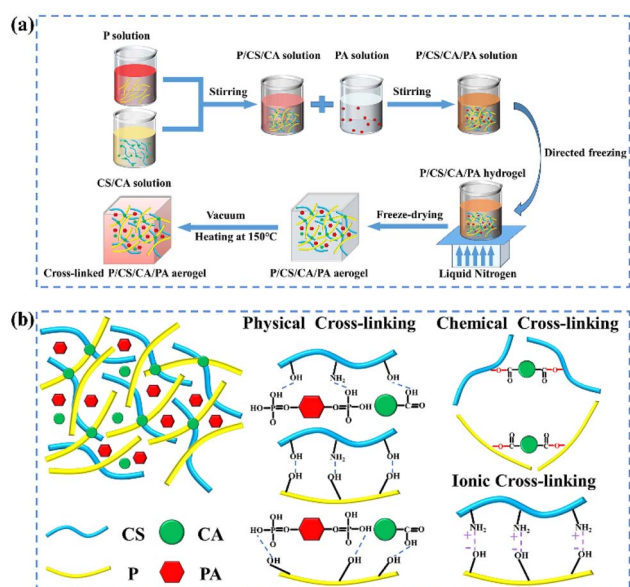 (a)
P solution
P/CS/CA solution
PA solution
P/CS/CA/PA solution
Stirring
Stirring
Directed freezing
CS/CA solution
P/CS/CA/PA hydrogel
Vacuum
Freeze-drying
Heating at 150℃
Cross-linked P/CS/CA/PA aerogel
P/CS/CA/PA aerogel
Liquid Nitrogen
(b)
Physical Cross-linking
Chemical Cross-linking
OH
NH₂
OH
OH
HO-P=O
O=P-OH
OH
OH
C=O
OH
NH₂
OH
OH
OH
OH
OH
HO-P=O
O=P-OH
OH
OH
C=O
OH
OH
OH
OH
O
C
O
C
O
O
O
C
O
C
O
O
Ionic Cross-linking
NH₂
NH₂
NH₂
+
+
+
-
-
-
OH
OH
OH
CS
CA
P
PA